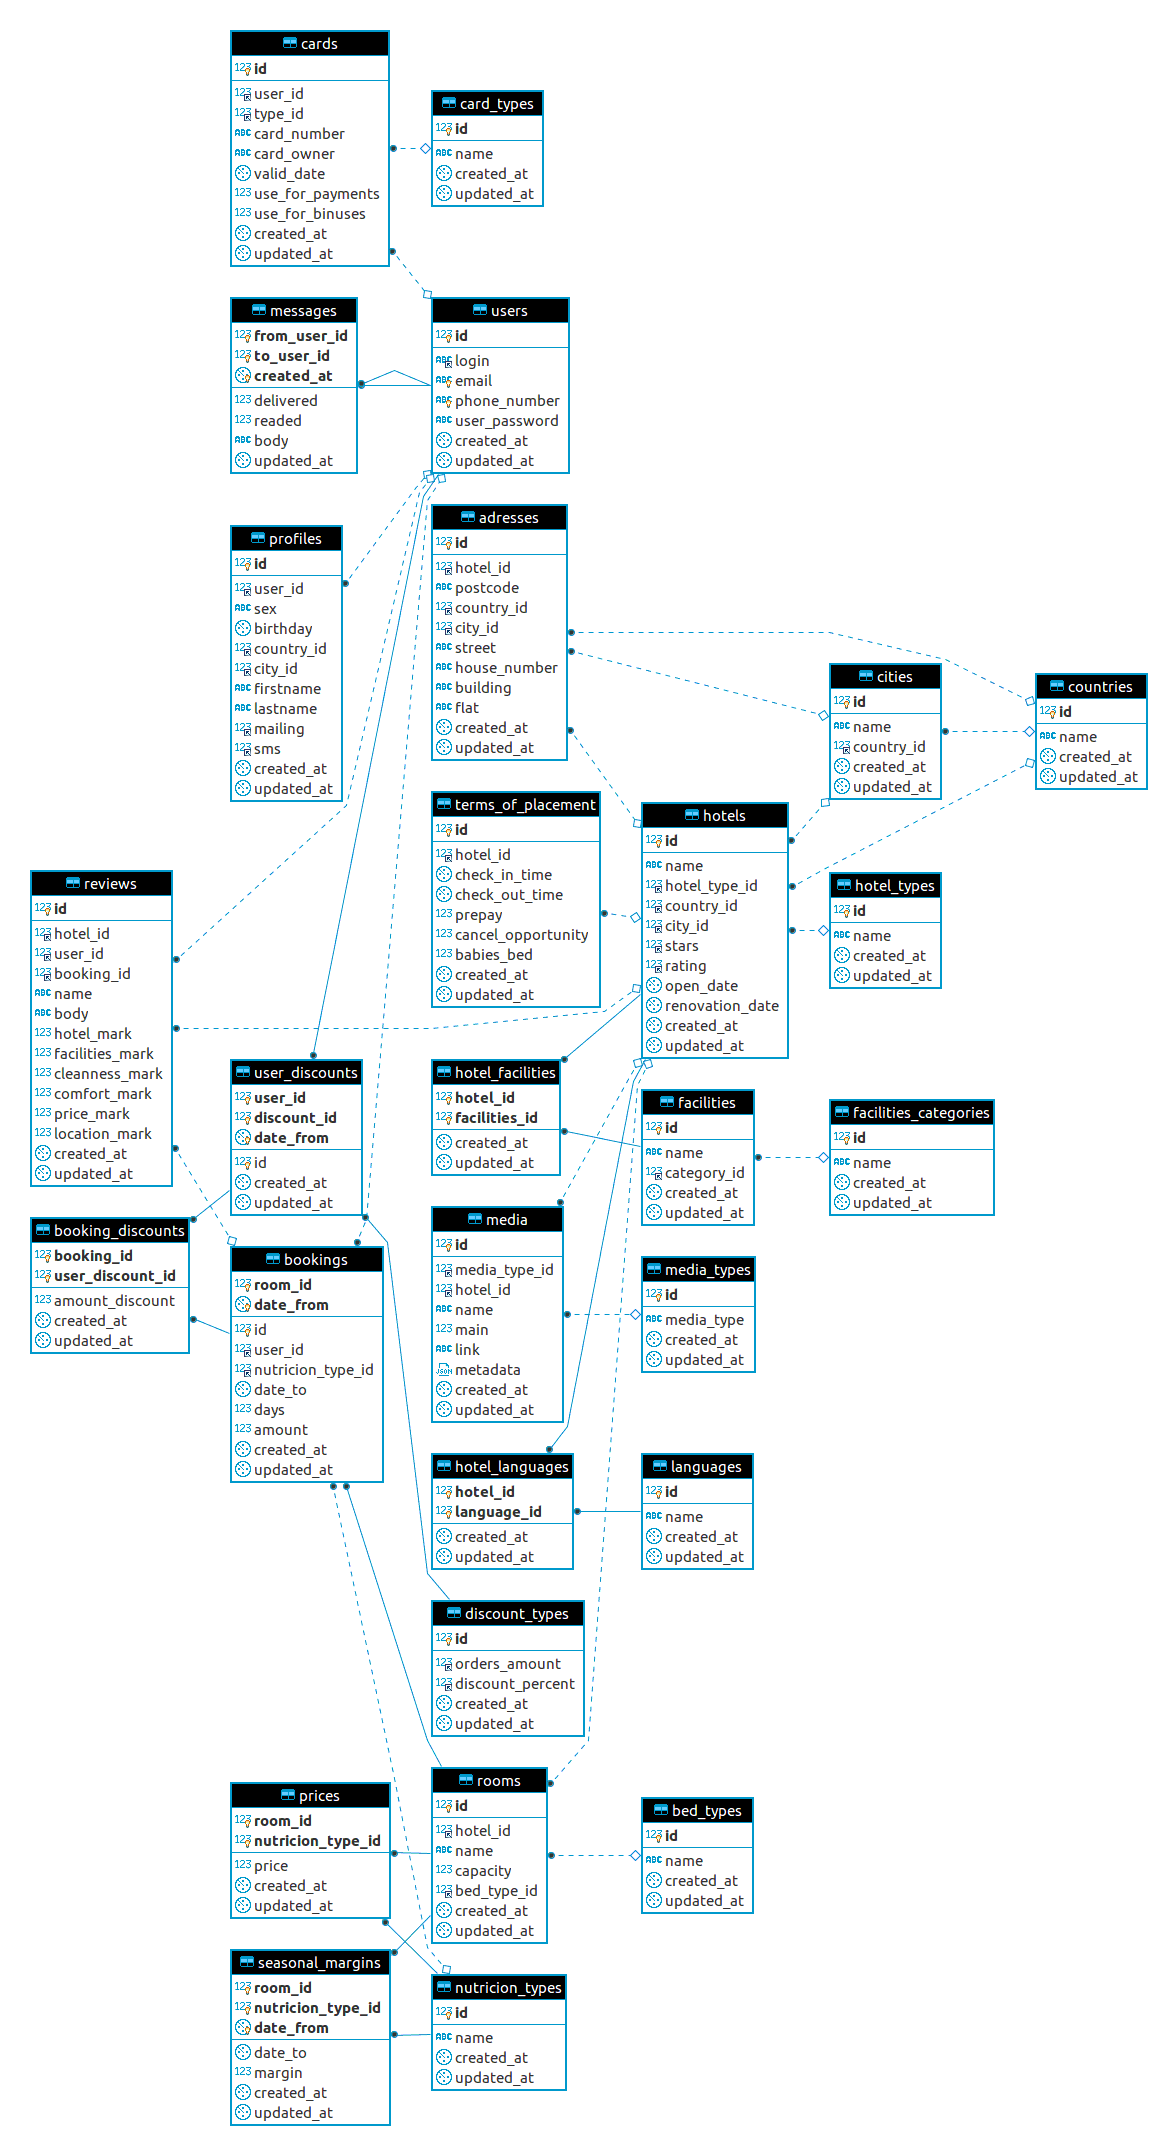 cards
id
user_id
type_id
card_number
card_owner
valid_date
use_for_payments
use_for_binuses
created_at
updated_at
card_types
id
name
created_at
updated_at
messages
from_user_id
to_user_id
created_at
delivered
readed
body
updated_at
users
id
login
email
phone_number
user_password
created_at
updated_at
profiles
id
user_id
sex
birthday
country_id
city_id
firstname
lastname
mailing
sms
created_at
updated_at
adresses
id
hotel_id
postcode
country_id
city_id
street
house_number
building
flat
created_at
updated_at
cities
id
name
country_id
created_at
updated_at
countries
id
name
created_at
updated_at
terms_of_placement
id
hotel_id
check_in_time
check_out_time
prepay
cancel_opportunity
babies_bed
created_at
updated_at
hotels
id
name
hotel_type_id
country_id
city_id
stars
rating
open_date
renovation_date
created_at
updated_at
hotel_types
id
name
created_at
updated_at
reviews
id
hotel_id
user_id
booking_id
name
body
hotel_mark
facilities_mark
cleanness_mark
comfort_mark
price_mark
location_mark
created_at
updated_at
user_discounts
user_id
discount_id
date_from
id
created_at
updated_at
hotel_facilities
hotel_id
facilities_id
created_at
updated_at
facilities
id
name
category_id
created_at
updated_at
facilities_categories
id
name
created_at
updated_at
booking_discounts
booking_id
user_discount_id
amount_discount
created_at
updated_at
bookings
room_id
date_from
id
user_id
nutricion_type_id
date_to
days
amount
created_at
updated_at
media
id
media_type_id
hotel_id
name
main
link
metadata
created_at
updated_at
media_types
id
media_type
created_at
updated_at
hotel_languages
hotel_id
language_id
created_at
updated_at
languages
id
name
created_at
updated_at
discount_types
id
orders_amount
discount_percent
created_at
updated_at
prices
room_id
nutricion_type_id
price
created_at
updated_at
rooms
id
hotel_id
name
capacity
bed_type_id
created_at
updated_at
bed_types
id
name
created_at
updated_at
seasonal_margins
room_id
nutricion_type_id
date_from
date_to
margin
created_at
updated_at
nutricion_types
id
name
created_at
updated_at